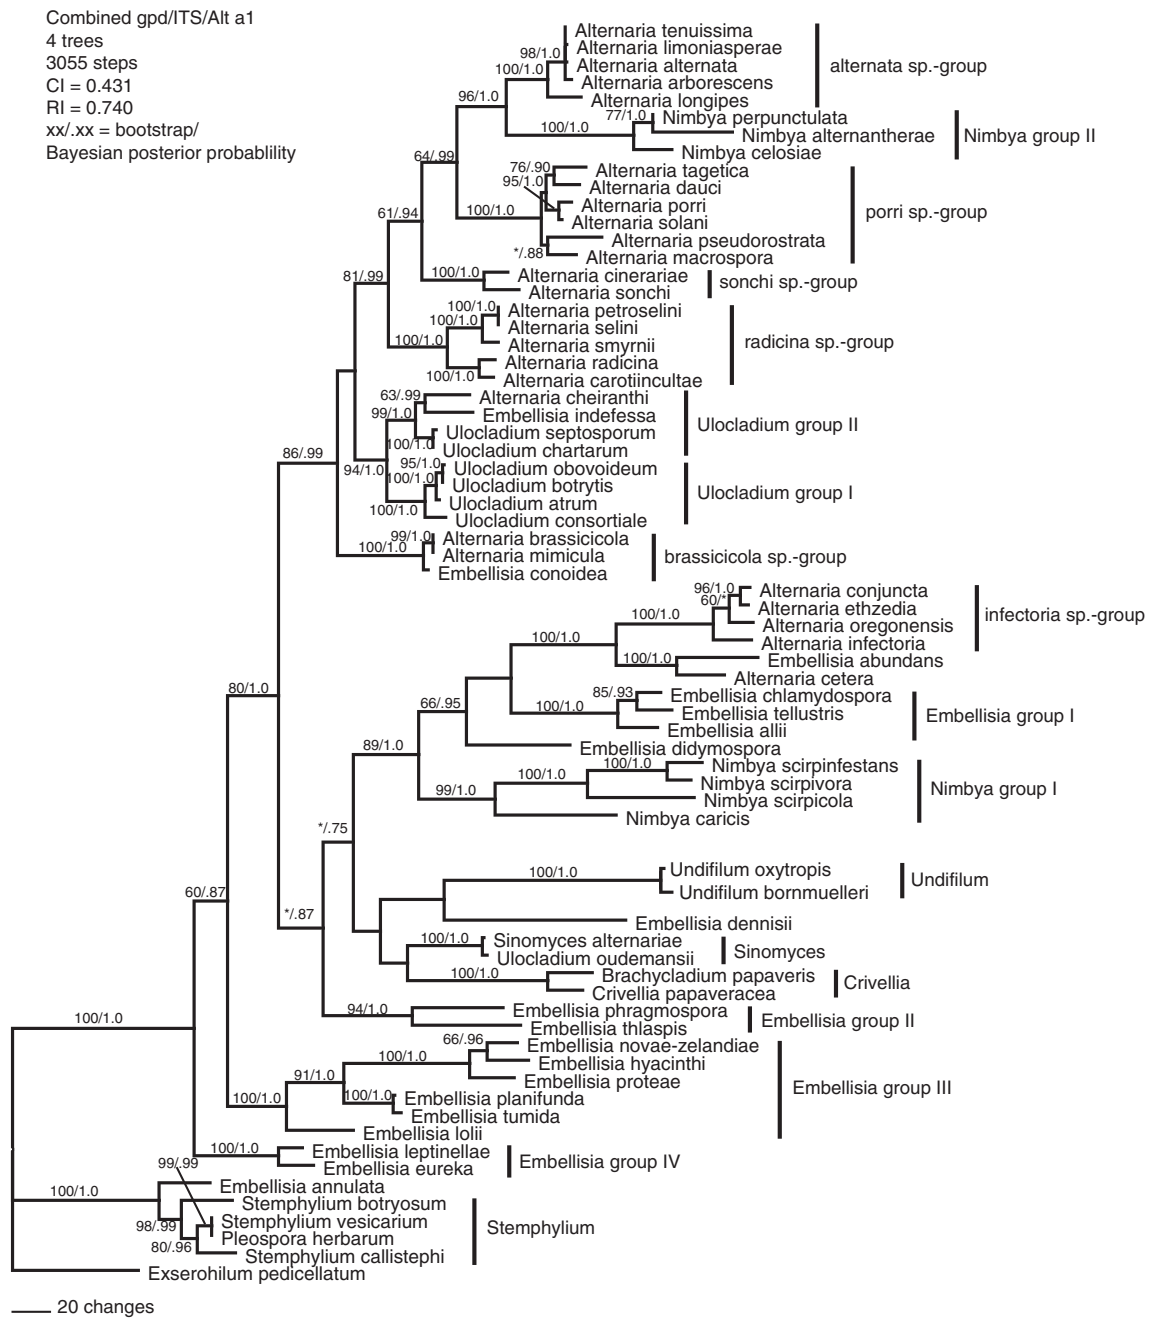 Combined gpd/ITS/Alt a1
4 trees
3055 steps
CI = 0.431
RI = 0.740
xx/.xx = bootstrap/
Bayesian posterior probablility
Alternaria tenuissima
Alternaria limoniasperae
98/1.0
Alternaria alternata
alternata sp.-group
100/1.0
Alternaria arborescens
96/1.0
Alternaria longipes
77/1.0
Nimbya perpunctulata
100/1.0
Nimbya alternantherae
Nimbya group II
Nimbya celosiae
64/.99
76/.90
Alternaria tagetica
95/1.0
Alternaria dauci
Alternaria porri
61/.94
100/1.0
porri sp.-group
Alternaria solani
Alternaria pseudorostrata
*/.88
Alternaria macrospora
81/.99
100/1.0
Alternaria cinerariae
sonchi sp.-group
Alternaria sonchi
100/1.0
Alternaria petroselini
100/1.0
Alternaria selini
100/1.0
Alternaria smyrnii
radicina sp.-group
Alternaria radicina
100/1.0
Alternaria carotiincultae
63/.99
Alternaria cheiranthi
99/1.0
Embellisia indefessa
Ulocladium group II
Ulocladium septosporum
100/1.0
Ulocladium chartarum
86/.99
94/1.0
95/1.0
Ulocladium obovoideum
100/1.0
Ulocladium botrytis
Ulocladium group I
100/1.0
Ulocladium atrum
Ulocladium consortiale
99/1.0
Alternaria brassicicola
100/1.0
Alternaria mimicula
brassicicola sp.-group
Embellisia conoidea
96/1.0
Alternaria conjuncta
60/*
Alternaria ethzedia
infectoria sp.-group
100/1.0
Alternaria oregonensis
100/1.0
Alternaria infectoria
100/1.0
Embellisia abundans
Alternaria cetera
80/1.0
85/.93
Embellisia chlamydospora
66/.95
100/1.0
Embellisia tellustris
Embellisia group I
Embellisia allii
89/1.0
Embellisia didymospora
100/1.0
Nimbya scirpinfestans
100/1.0
Nimbya scirpivora
Nimbya group I
99/1.0
Nimbya scirpicola
Nimbya caricis
*/.75
100/1.0
Undifilum oxytropis
Undifilum
60/.87
Undifilum bornmuelleri
*/.87
Embellisia dennisii
100/1.0
Sinomyces alternariae
Sinomyces
Ulocladium oudemansii
100/1.0
Brachycladium papaveris
Crivellia
Crivellia papaveracea
94/1.0
Embellisia phragmospora
Embellisia group II
100/1.0
Embellisia thlaspis
66/.96
Embellisia novae-zelandiae
100/1.0
Embellisia hyacinthi
91/1.0
Embellisia proteae
Embellisia group III
100/1.0
100/1.0
Embellisia planifunda
Embellisia tumida
Embellisia lolii
100/1.0
Embellisia leptinellae
Embellisia group IV
99/.99
Embellisia eureka
100/1.0
Embellisia annulata
Stemphylium botryosum
98/.99
Stemphylium vesicarium
Stemphylium
Pleospora herbarum
80/.96
Stemphylium callistephi
Exserohilum pedicellatum
20 changes